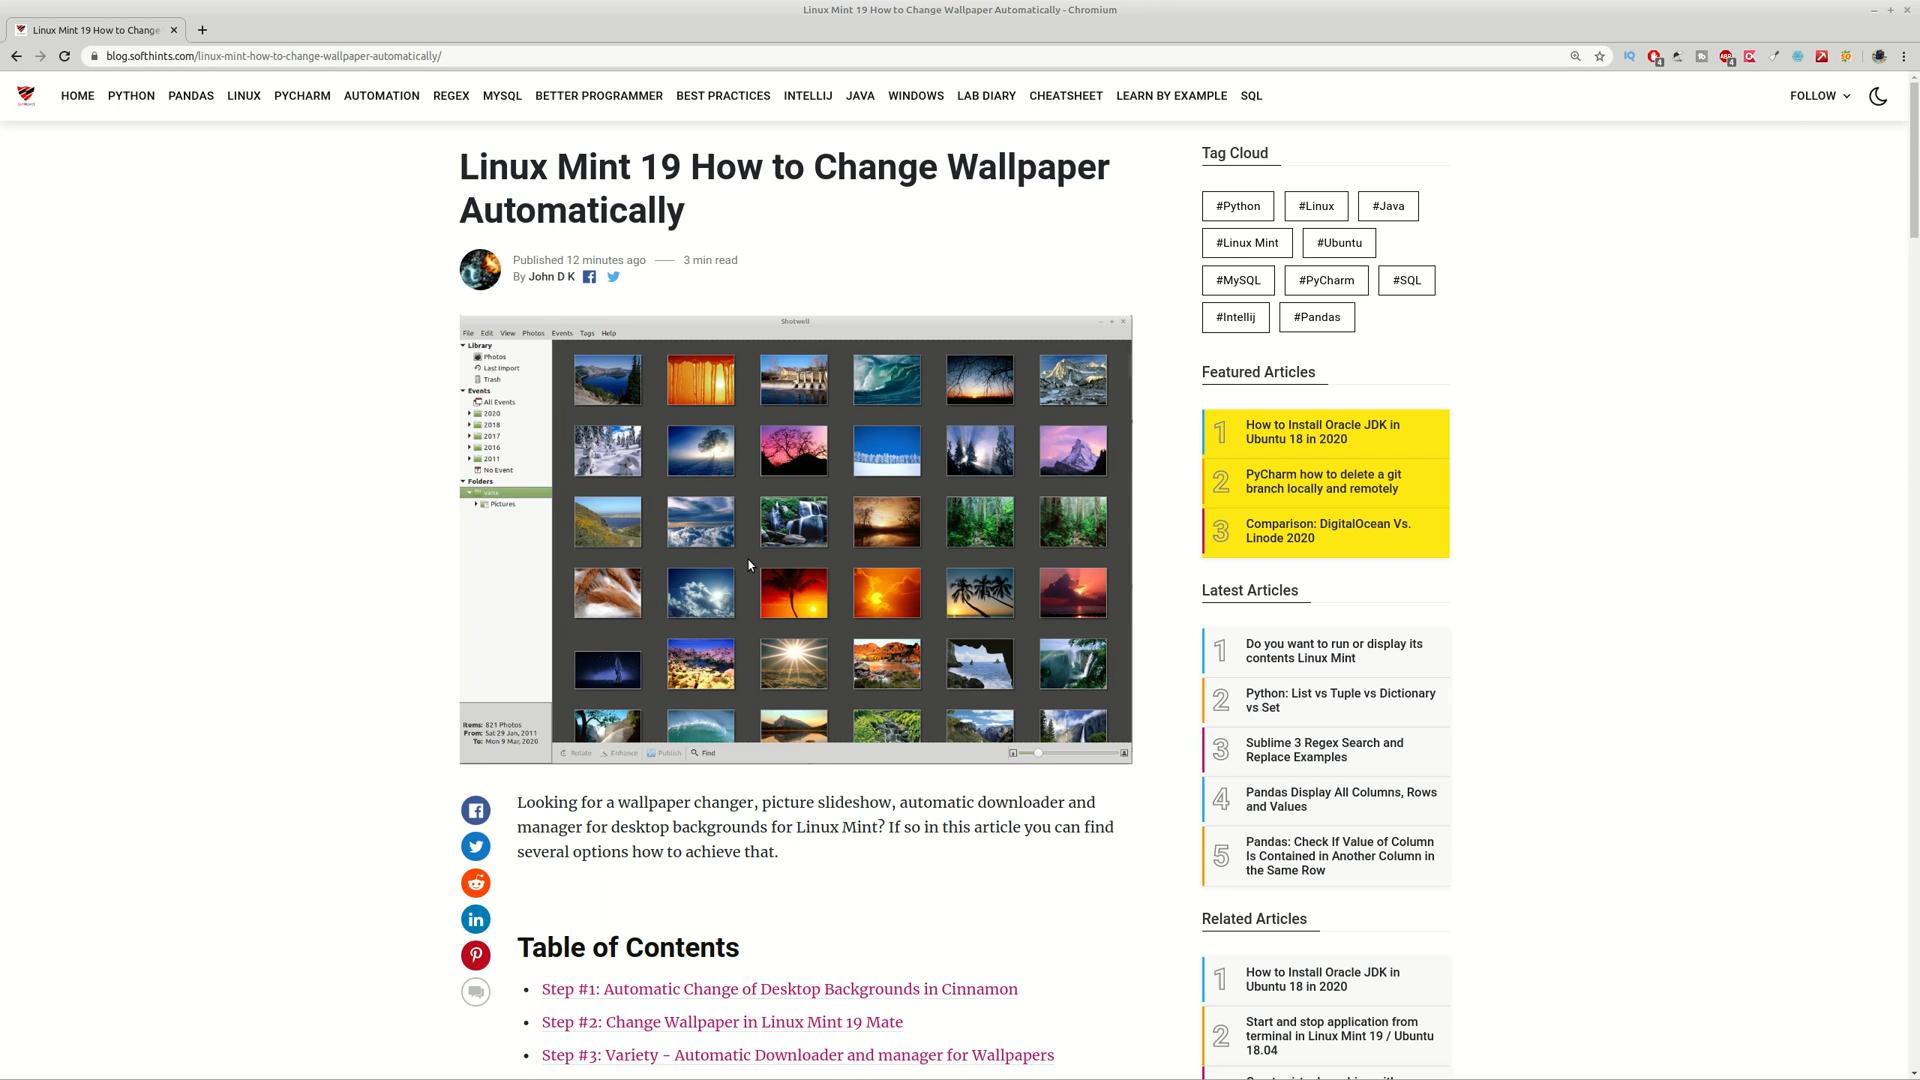 Linux Mint 19 How to Change Wallpaper Automatically - Chromium
Linux Mint 19 How to Change
blog.softhints.com/linux-mint-how-to-change-wallpaper-automatically/
HOME PYTHON PANDAS LINUX PYCHARM AUTOMATION REGEX MYSQL BETTER PROGRAMMER BEST PRACTICES INTELLIJ JAVA WINDOWS LAB DIARY CHEATSHEET LEARN BY EXAMPLE SQL FOLLOW
Linux Mint 19 How to Change Wallpaper
Automatically
Published 12 minutes ago 3 min read
By John D K
Shotwell
File Edit View Photos Events Tags Help
Library
Photos
Last Import
Trash
Events
All Events
2020
2018
2017
2016
2011
No Event
Folders
Pictures
Items: 821 Photos
From: Sat 29 Jan, 2011
To: Mon 9 Mar, 2020
Rotate Enhance Publish Find
Looking for a wallpaper changer, picture slideshow, automatic downloader and
manager for desktop backgrounds for Linux Mint? If so in this article you can find
several options how to achieve that.
Table of Contents
• Step #1: Automatic Change of Desktop Backgrounds in Cinnamon
• Step #2: Change Wallpaper in Linux Mint 19 Mate
• Step #3: Variety - Automatic Downloader and manager for Wallpapers
Tag Cloud
#Python #Linux #Java
#Linux Mint #Ubuntu
#MySQL #PyCharm #SQL
#Intellij #Pandas
Featured Articles
1 How to Install Oracle JDK in
Ubuntu 18 in 2020
2 PyCharm how to delete a git
branch locally and remotely
3 Comparison: DigitalOcean Vs.
Linode 2020
Latest Articles
1 Do you want to run or display its
contents Linux Mint
2 Python: List vs Tuple vs Dictionary
vs Set
3 Sublime 3 Regex Search and
Replace Examples
4 Pandas Display All Columns, Rows
and Values
5 Pandas: Check If Value of Column
Is Contained in Another Column in
the Same Row
Related Articles
1 How to Install Oracle JDK in
Ubuntu 18 in 2020
2 Start and stop application from
terminal in Linux Mint 19 / Ubuntu
18.04